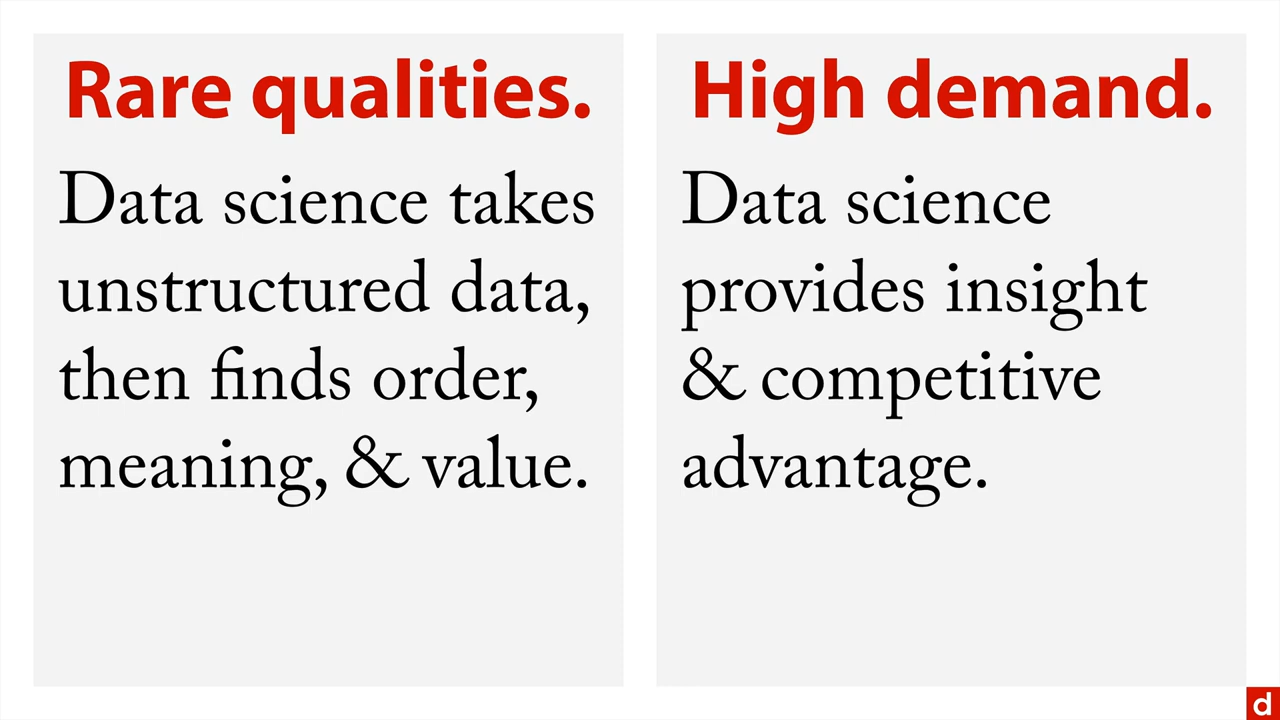 Rare qualities.
Data science takes
unstructured data,
then finds order,
meaning, & value.
High demand.
Data science
provides insight
& competitive
advantage.
d